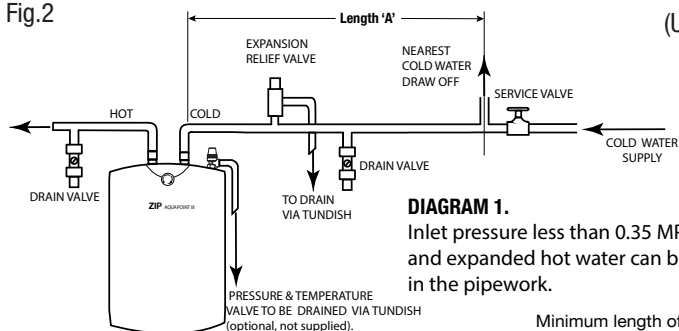 Fig.2
(U
Length ‘A’
EXPANSION
RELIEF VALVE
NEAREST
COLD WATER
DRAW OFF
SERVICE VALVE
HOT
COLD
COLD WATER
SUPPLY
DRAIN VALVE
DRAIN VALVE
ZIP AQUAPOINT III
TO DRAIN
VIA TUNDISH
DIAGRAM 1.
Inlet pressure less than 0.35 MP
and expanded hot water can b
in the pipework.
PRESSURE & TEMPERATURE
VALVE TO BE DRAINED VIA TUNDISH
(optional, not supplied).
Minimum length of